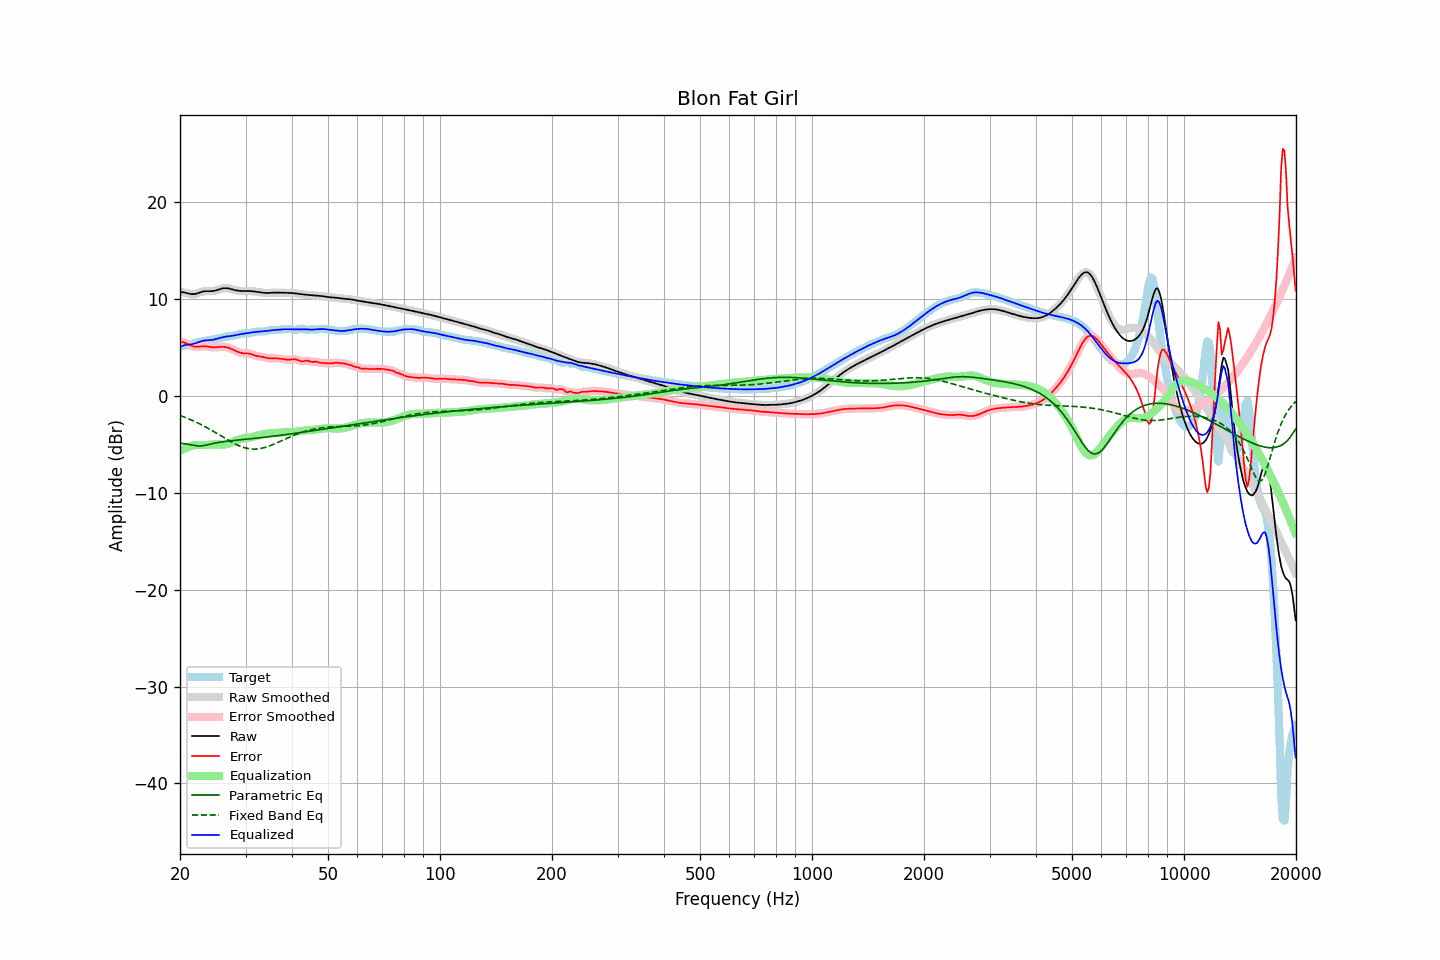 Blon Fat Girl
Amplitude (dBr)
20
10
0
−10
−20
−30
−40
Target
Raw Smoothed
Error Smoothed
Raw
Error
Equalization
Parametric Eq
Fixed Band Eq
Equalized
20 50 100 200 500 1000 2000 5000 10000 20000
Frequency (Hz)